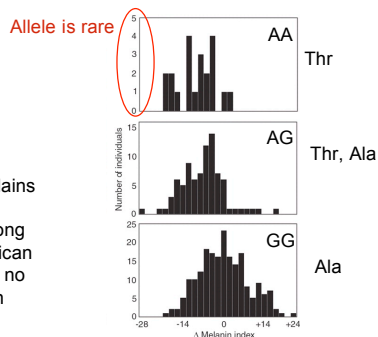 Allele is rare
5
4
3
2
1
0
AA
Thr
15
10
5
0
AG
Thr, Ala
Number of individuals
lains
ong
ican
no
25
20
15
10
5
0
GG
Ala
-28
-14
0
+14
+24
Δ Melanin index